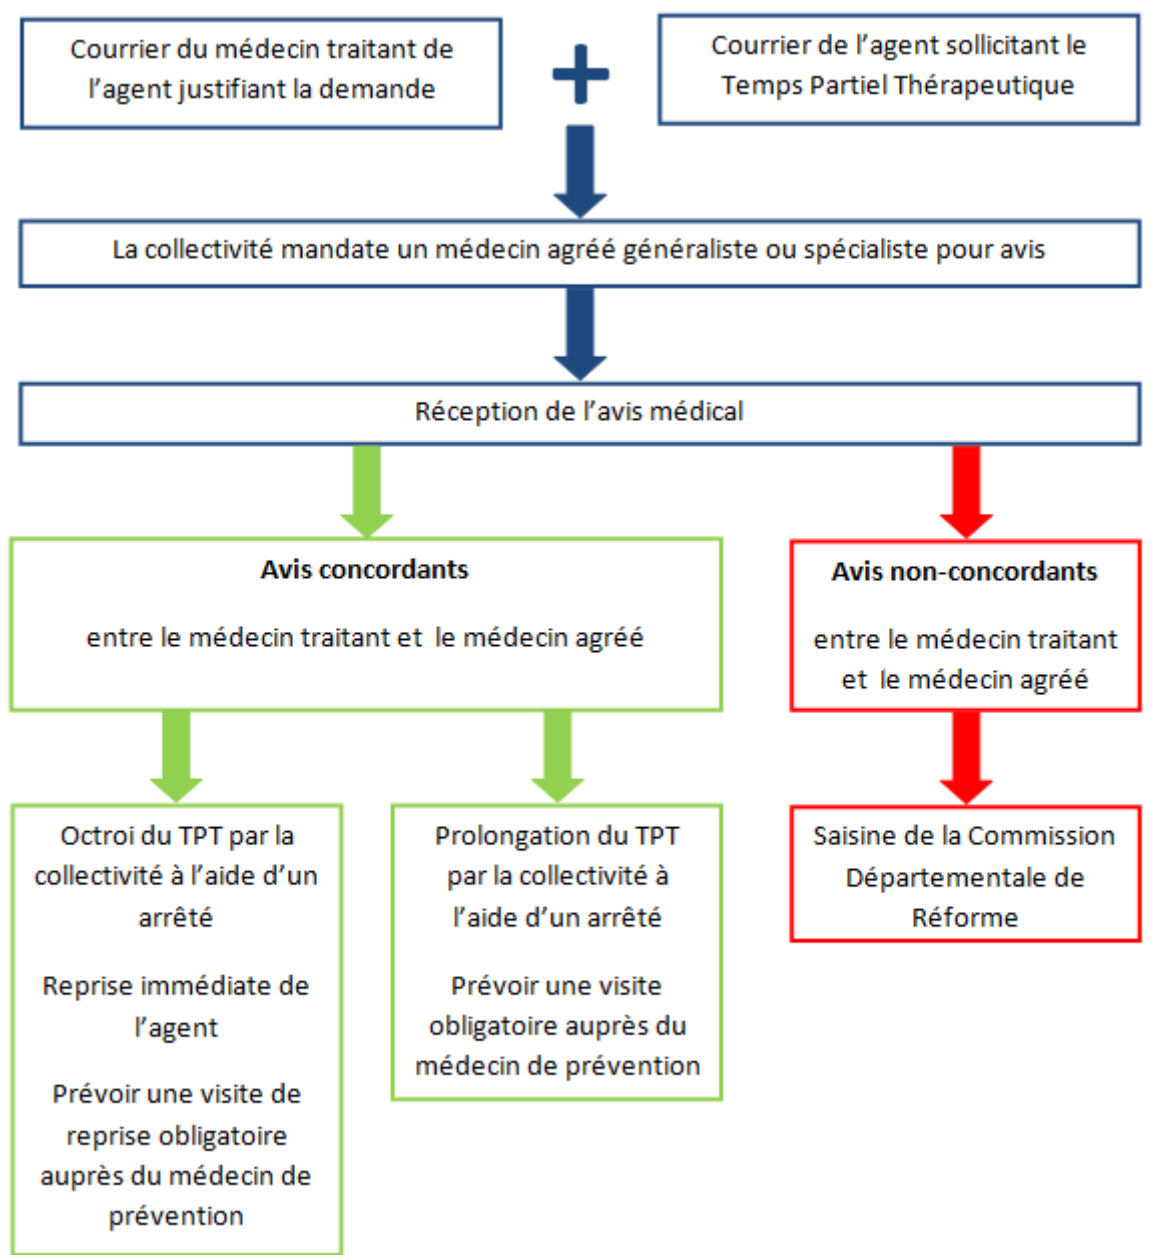 Courrier du médecin traitant de
l’agent justifiant la demande
Courrier de l’agent sollicitant le
Temps Partiel Thérapeutique
La collectivité mandate un médecin agréé généraliste ou spécialiste pour avis
Réception de l’avis médical
Avis concordants
entre le médecin traitant et le médecin agréé
Avis non-concordants
entre le médecin traitant
et le médecin agréé
Octroi du TPT par la
collectivité à l’aide d’un
arrêté
Reprise immédiate de
l’agent
Prévoir une visite de
reprise obligatoire
auprès du médecin de
prévention
Prolongation du TPT
par la collectivité à
l’aide d’un arrêté
Prévoir une visite
obligatoire auprès du
médecin de prévention
Saisine de la Commission
Départementale de
Réforme